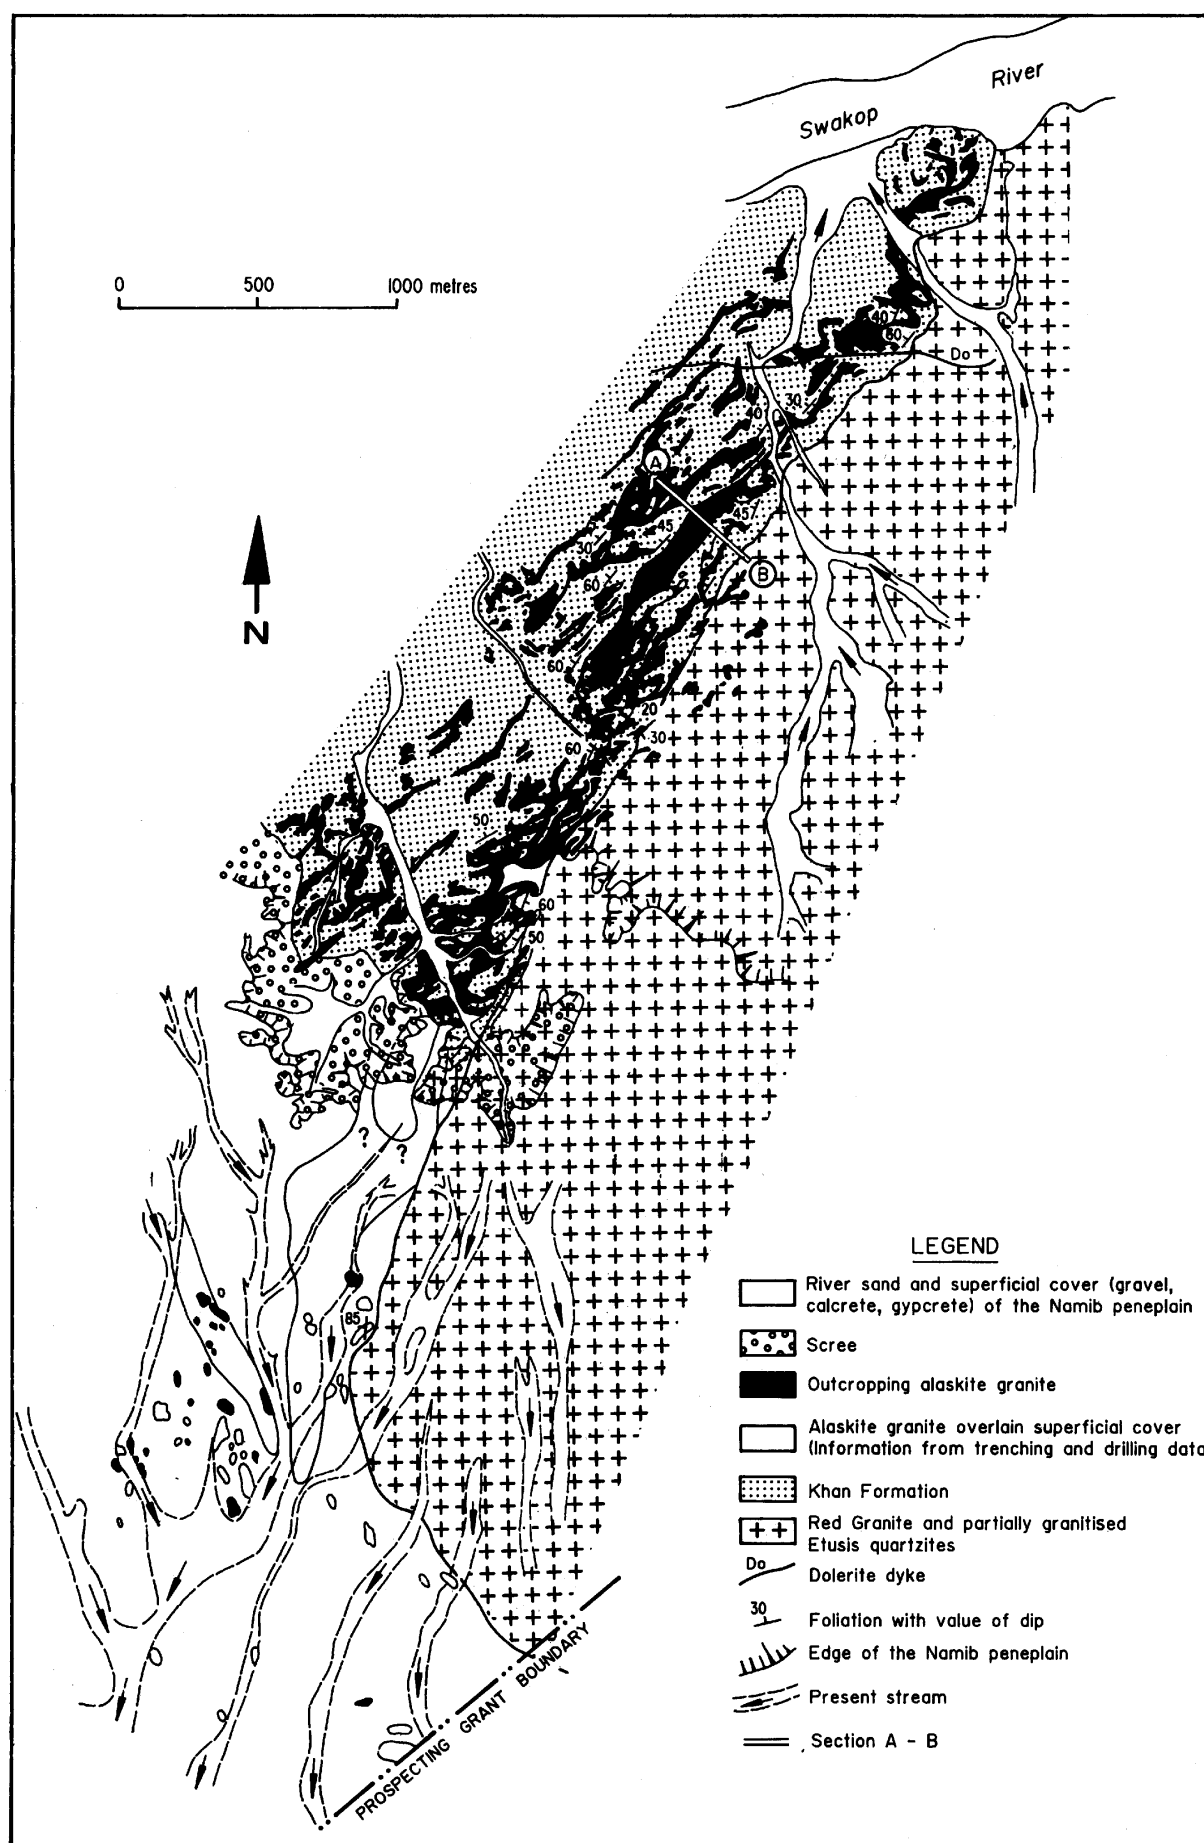 River
Swakop
0 500 1000 metres
40
60
Do
30
40
A
45
45
30
B
60
N
60
20
30
60
50
60
50
?
?
85
LEGEND
River sand and superficial cover (gravel,
calcrete, gypcrete) of the Namib peneplain
Scree
Outcropping alaskite granite
Alaskite granite overlain superficial cover
(Information from trenching and drilling data
Khan Formation
Red Granite and partially granitised
Etusis quartzites
Do
Dolerite dyke
30
Foliation with value of dip
Edge of the Namib peneplain
Present stream
Section A - B
PROSPECTING GRANT BOUNDARY